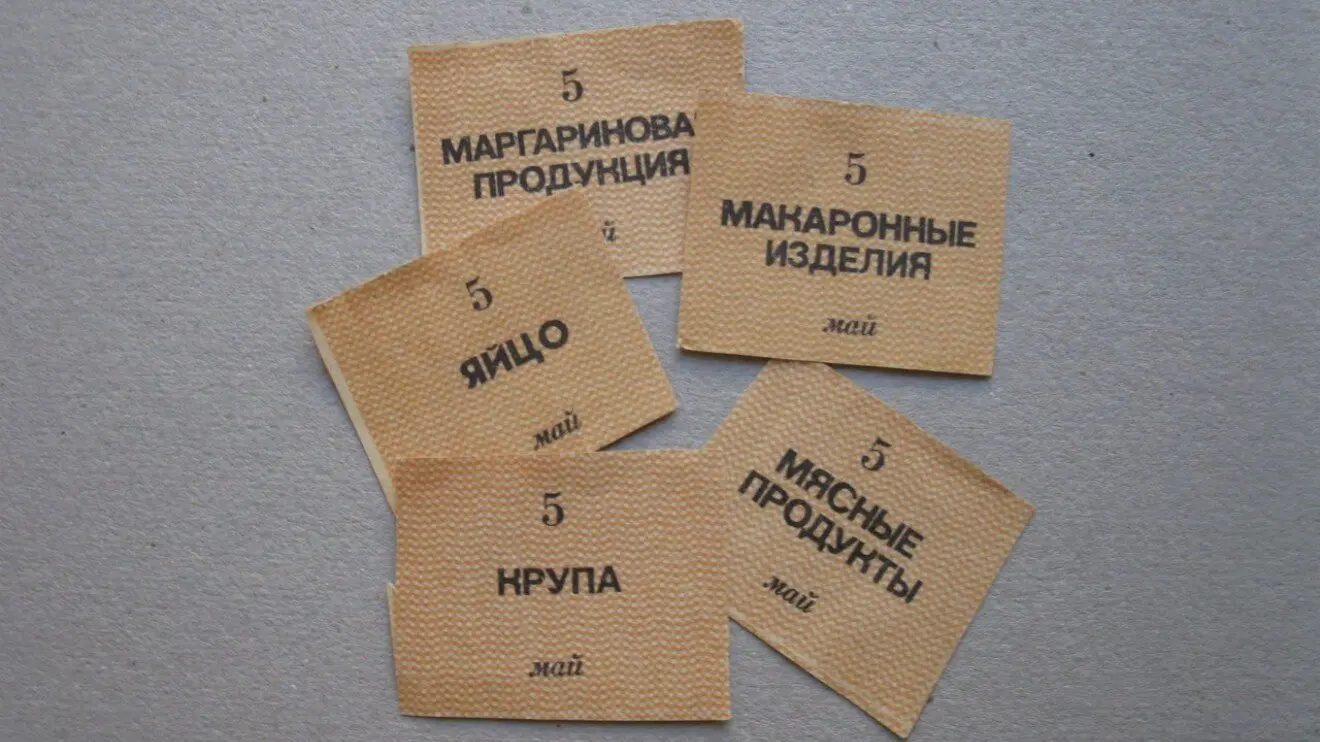 5
МАРГАРИНОВА
ПРОДУКЦИЯ
й
5
МАКАРОННЫЕ
ИЗДЕЛИЯ
май
5
ЯЙЦО
май
5
КРУПА
май
5
МЯСНЫЕ
ПРОДУКТЫ
май